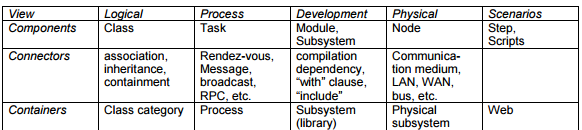 View Logical Process Development Physical Scenarios
Components Class Task Module, Node Step,
Subsystem Scripts
Connectors association, Rendez-vous, compilation Communica-
inheritance, Message, dependency, tion medium,
containment broadcast, “with” clause, LAN, WAN,
RPC, etc. “include” bus, etc.
Containers Class category Process Subsystem Physical Web
(library) subsystem